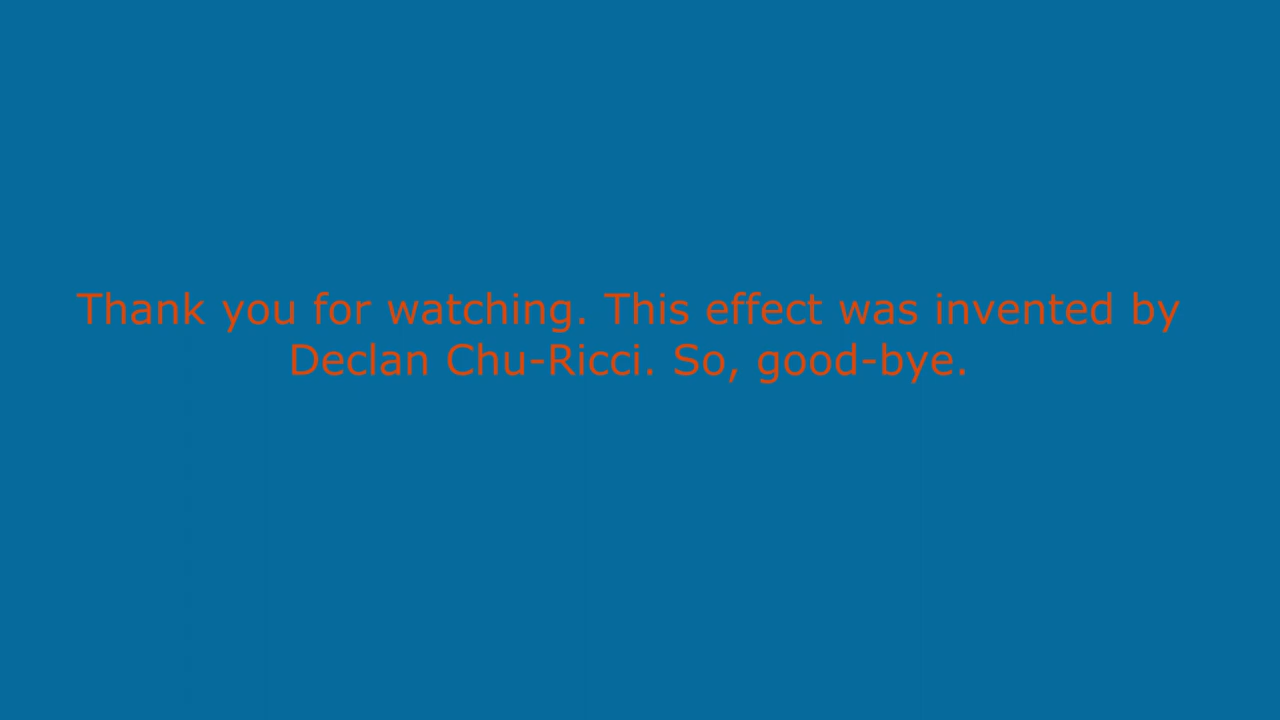 Thank you for watching. This effect was invented by
Declan Chu-Ricci. So, good-bye.